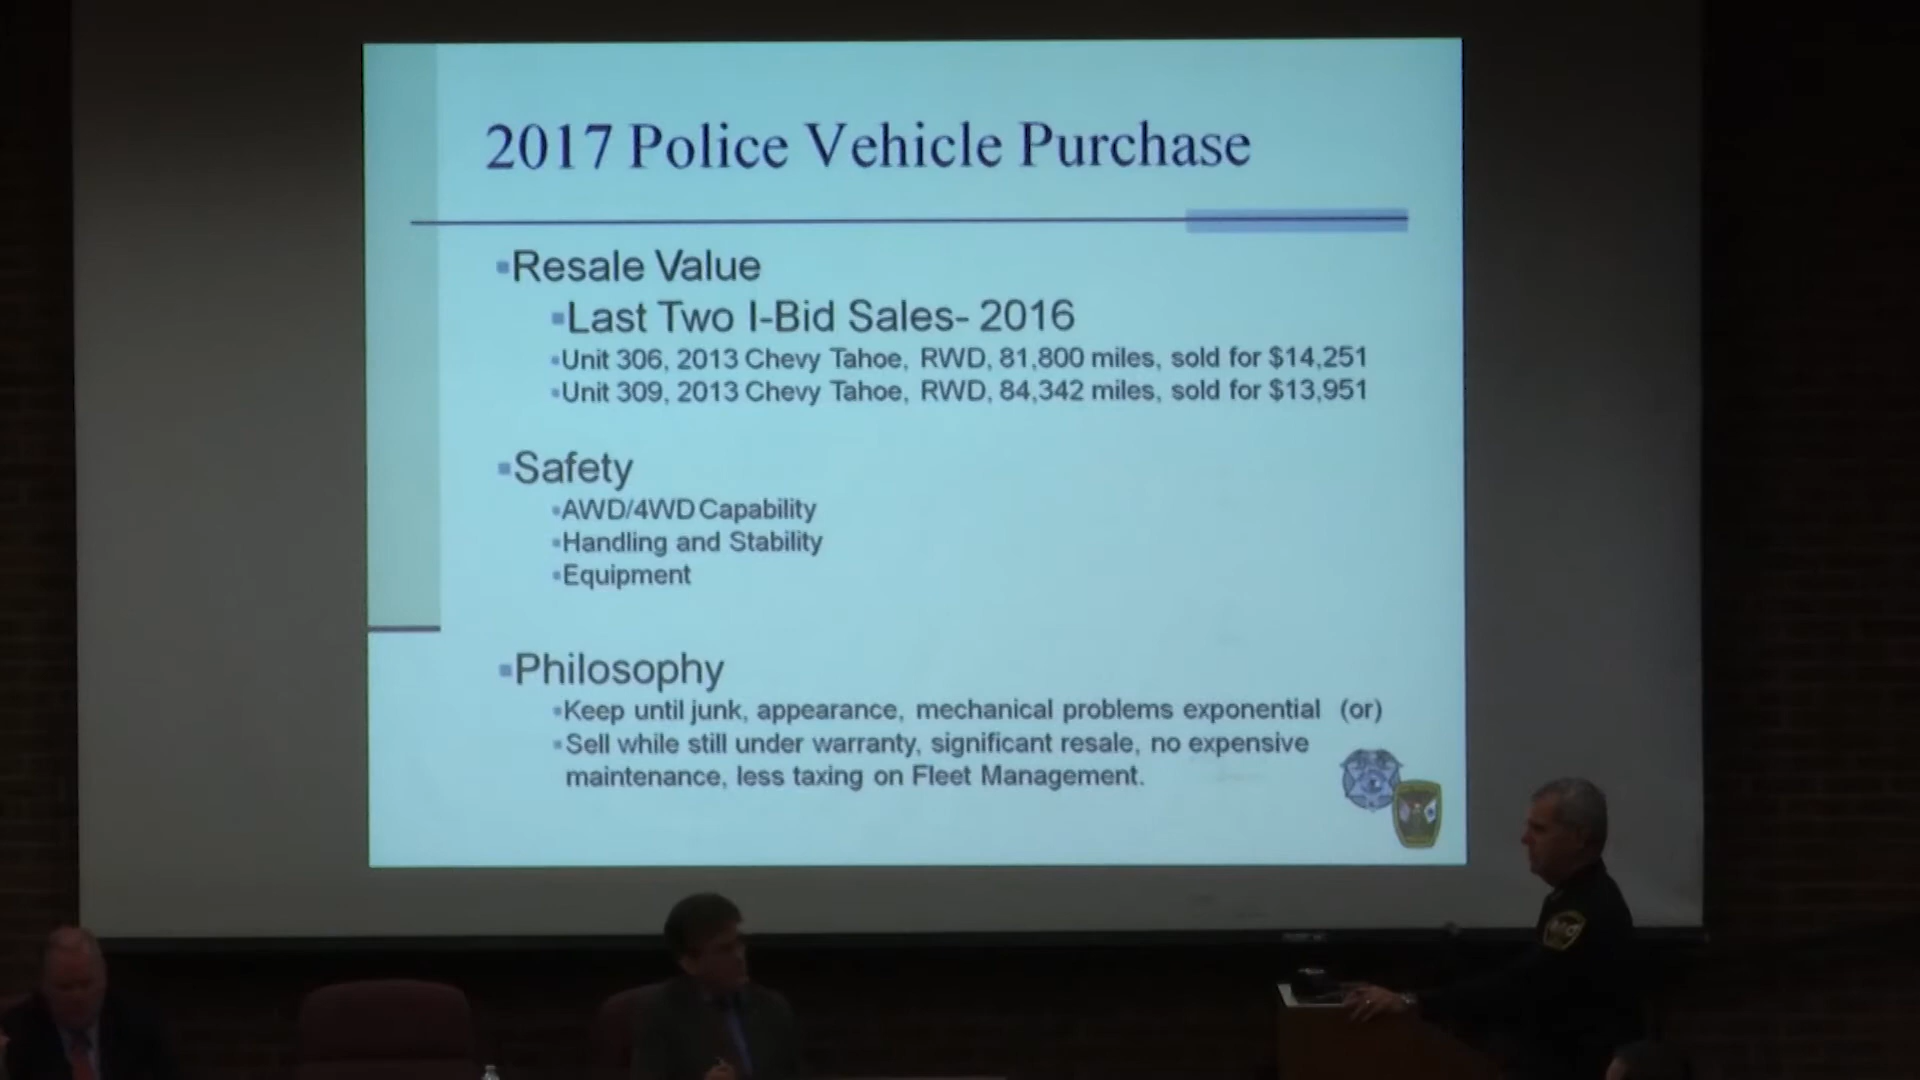 2017 Police Vehicle Purchase
Resale Value
Last Two I-Bid Sales- 2016
Unit 306, 2013 Chevy Tahoe, RWD, 81,800 miles, sold for $14,251
Unit 309, 2013 Chevy Tahoe, RWD, 84,342 miles, sold for $13,951
Safety
AWD/4WD Capability
Handling and Stability
Equipment
Philosophy
Keep until junk, appearance, mechanical problems exponential (or)
Sell while still under warranty, significant resale, no expensive
maintenance, less taxing on Fleet Management.